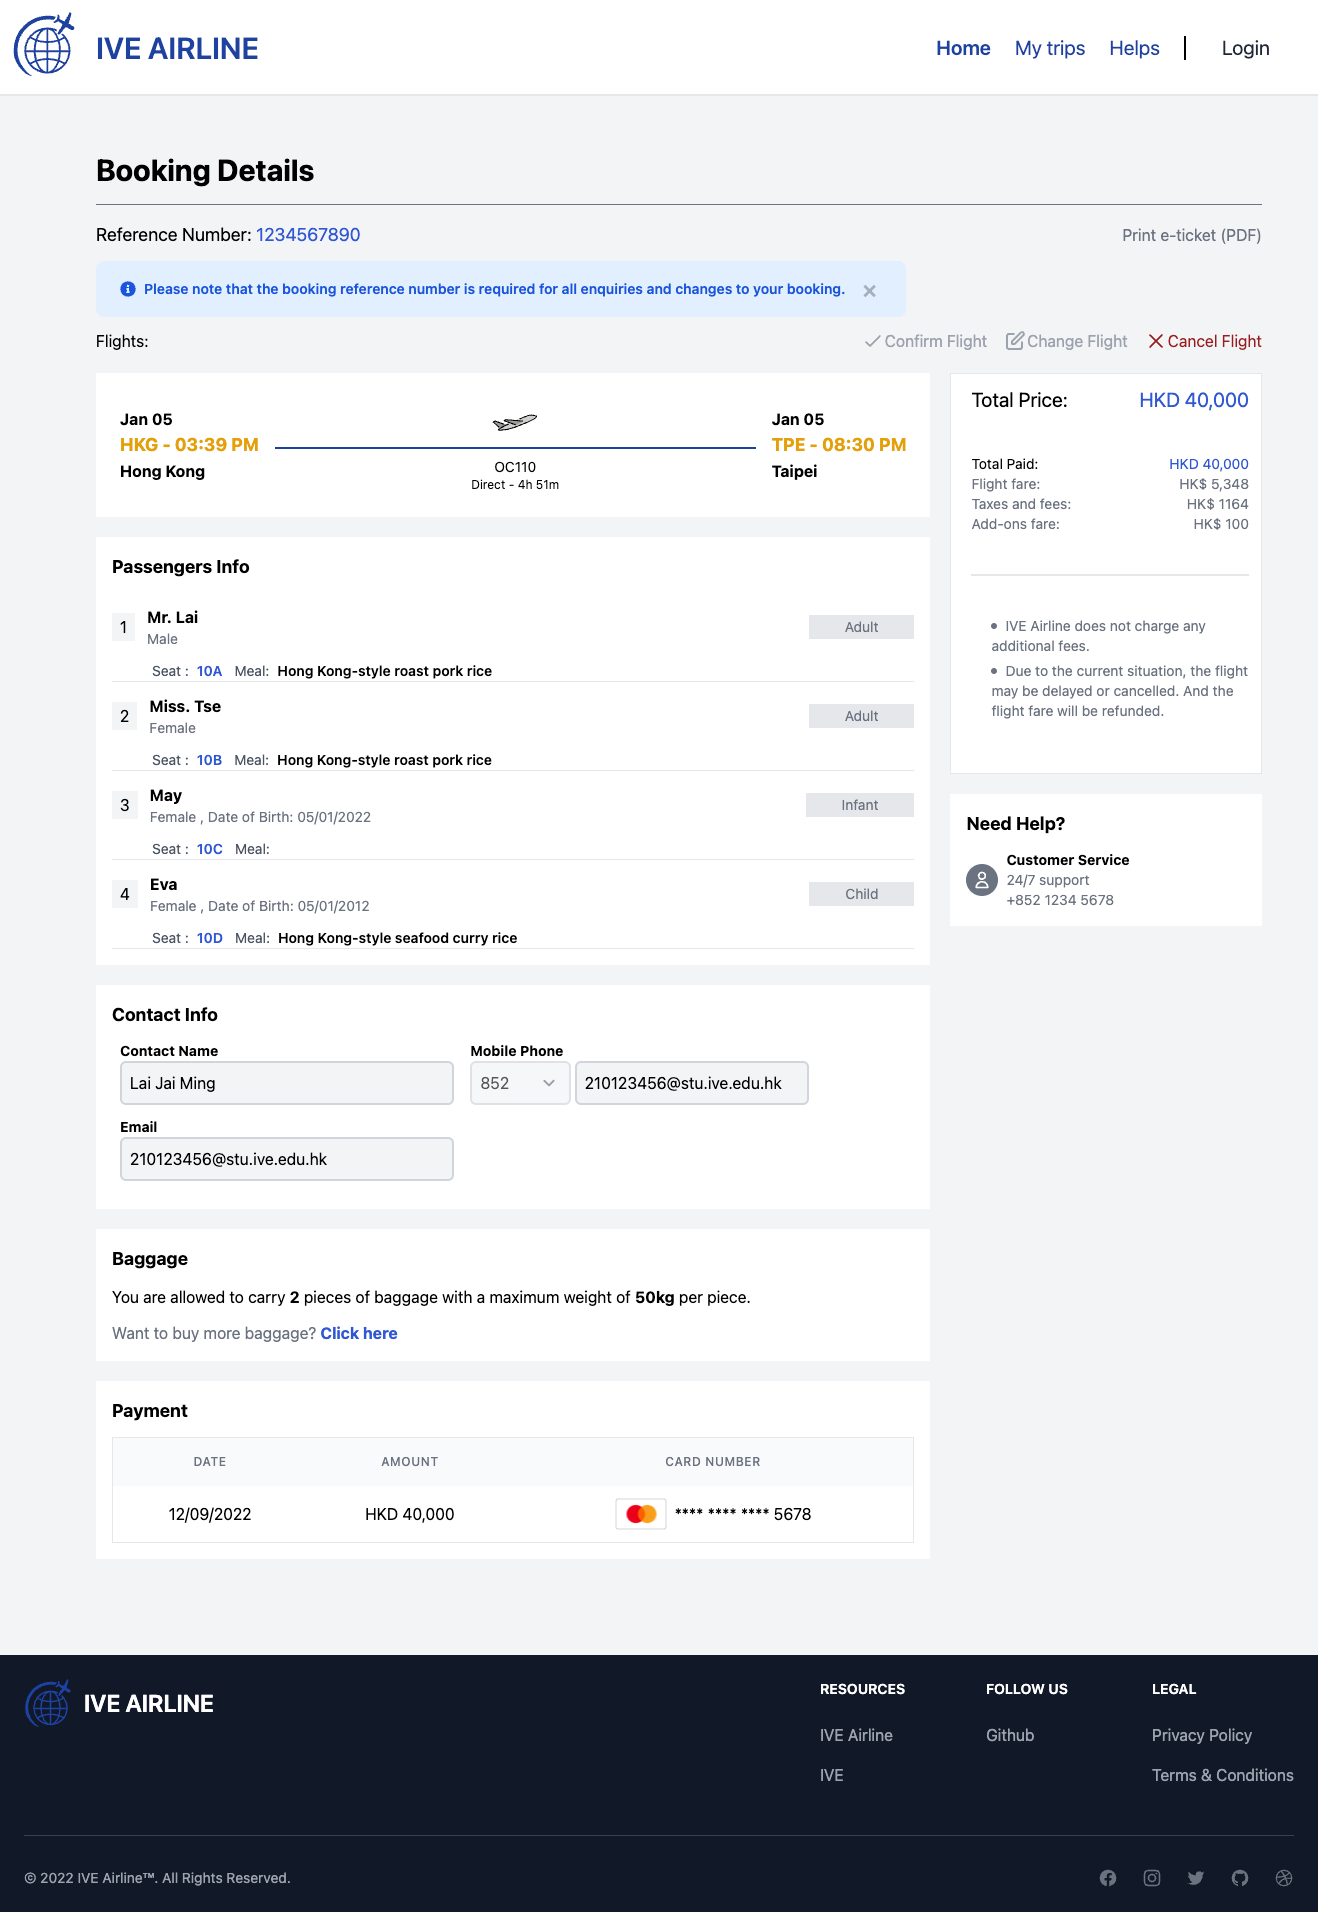 IVE AIRLINE
Home My trips Helps Login
Booking Details
Reference Number: 1234567890
Print e-ticket (PDF)
Please note that the booking reference number is required for all enquiries and changes to your booking.
Flights:
Confirm Flight Change Flight Cancel Flight
Jan 05
HKG - 03:39 PM
Hong Kong
OC110
Direct - 4h 51m
Jan 05
TPE - 08:30 PM
Taipei
Total Price: HKD 40,000
Total Paid: HKD 40,000
Flight fare: HK$ 5,348
Taxes and fees: HK$ 1164
Add-ons fare: HK$ 100
IVE Airline does not charge any
additional fees.
Due to the current situation, the flight
may be delayed or cancelled. And the
flight fare will be refunded.
Need Help?
Customer Service
24/7 support
+852 1234 5678
Passengers Info
1 Mr. Lai Adult
Male
Seat : 10A Meal: Hong Kong-style roast pork rice
2 Miss. Tse Adult
Female
Seat : 10B Meal: Hong Kong-style roast pork rice
3 May Infant
Female , Date of Birth: 05/01/2022
Seat : 10C Meal:
4 Eva Child
Female , Date of Birth: 05/01/2012
Seat : 10D Meal: Hong Kong-style seafood curry rice
Contact Info
Contact Name Mobile Phone
Lai Jai Ming 852 210123456@stu.ive.edu.hk
Email
210123456@stu.ive.edu.hk
Baggage
You are allowed to carry 2 pieces of baggage with a maximum weight of 50kg per piece.
Want to buy more baggage? Click here
Payment
DATE AMOUNT CARD NUMBER
12/09/2022 HKD 40,000 **** **** **** 5678
IVE AIRLINE
RESOURCES FOLLOW US LEGAL
IVE Airline Github Privacy Policy
IVE Terms & Conditions
© 2022 IVE Airline™. All Rights Reserved.